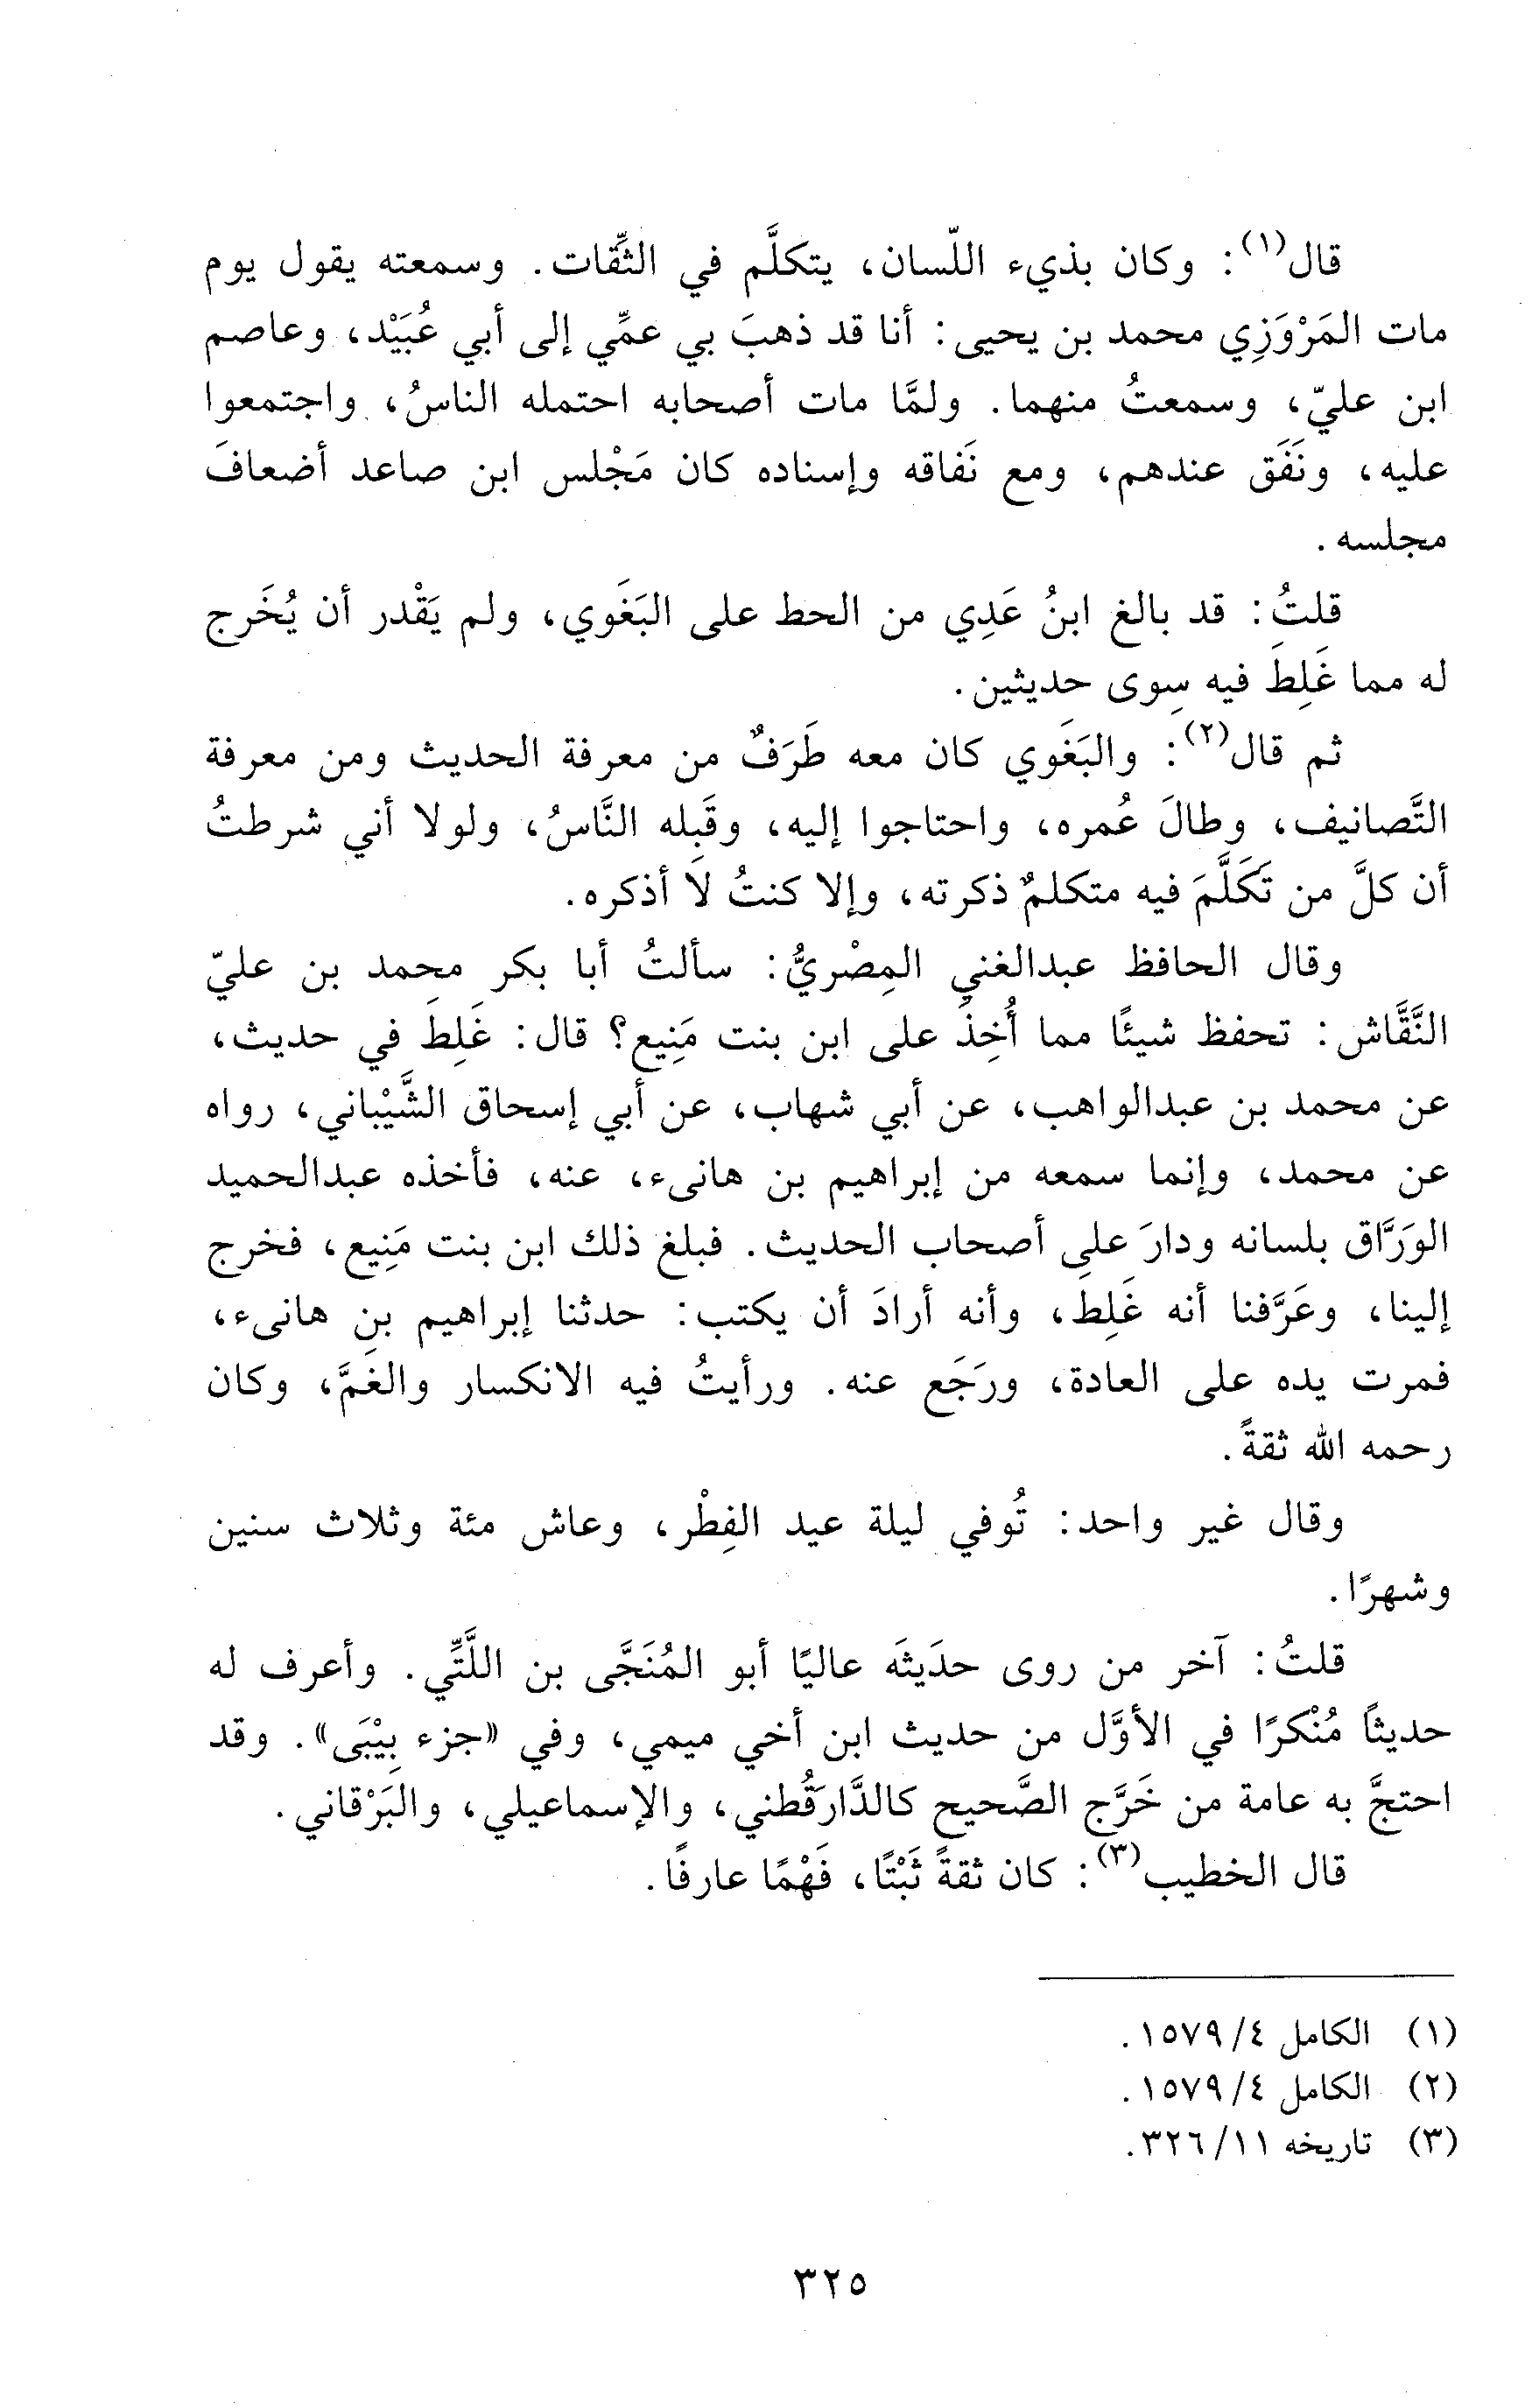 قال(١): وكان بذيء اللّسان، يتكلَّم في الثِّقات. وسمعته يقول يوم
مات المَرْوَزِي محمد بن يحيى: أنا قد ذهبَ بي عمِّي إلى أبي عُبَيْد، وعاصم
ابن عليّ، وسمعتُ منهما. ولمَّا مات أصحابه احتمله الناسُ، واجتمعوا
عليه، ونَفَق عندهم، ومع نَفاقه وإسناده كان مَجْلس ابن صاعد أضعافَ
مجلسه.
قلتُ: قد بالغ ابنُ عَدِي من الحط على البَغَوي، ولم يَقْدر أن يُخَرج
له مما غَلِطَ فيه سِوى حديثين.
ثم قال(٢): والبَغَوي كان معه طَرَفٌ من معرفة الحديث ومن معرفة
التَّصانيف، وطالَ عُمره، واحتاجوا إليه، وقَبِله النَّاسُ، ولولا أني شرطتُ
أن كلَّ من تَكَلَّمَ فيه متكلمٌ ذكرته، وإلا كنتُ لا أذكره.
وقال الحافظ عبدالغني المِصْريُّ: سألتُ أبا بكر محمد بن عليّ
النَّقَّاش: تحفظ شيئًا مما أُخِذَ على ابن بنت مَنِيع؟ قال: غَلِطَ في حديث،
عن محمد بن عبدالواهب، عن أبي شهاب، عن أبي إسحاق الشَّيْباني، رواه
عن محمد، وإنما سمعه من إبراهيم بن هانىء، عنه، فأخذه عبدالحميد
الوَرَّاق بلسانه ودارَ على أصحاب الحديث. فبلغ ذلك ابن بنت مَنِيع، فخرج
إلينا، وعَرَّفنا أنه غَلِطَ، وأنه أرادَ أن يكتب: حدثنا إبراهيم بن هانىء،
فمرت يده على العادة، ورَجَع عنه. ورأيتُ فيه الانكسار والغَمَّ، وكان
رحمه الله ثقةً.
وقال غير واحد: تُوفي ليلة عيد الفِطْر، وعاش مئة وثلاث سنين
وشهرًا.
قلتُ: آخر من روى حدَيثَه عاليًا أبو المُنَجَّى بن اللَّتِّي. وأعرف له
حديثاً مُنْكرًا في الأوَّل من حديث ابن أخي ميمي، وفي «جزء بِيْبَى». وقد
احتجَّ به عامة من خَرَّج الصَّحيح كالدَّارَقُطني، والإسماعيلي، والبَرْقاني.
قال الخطيب(٣): كان ثقةً ثَبْتًا، فَهْمًا عارفًا.
(١) الكامل ٤/ ١٥٧٩.
(٢) الكامل ٤/ ١٥٧٩.
(٣) تاريخه ١١/ ٣٢٦.
٣٢٥